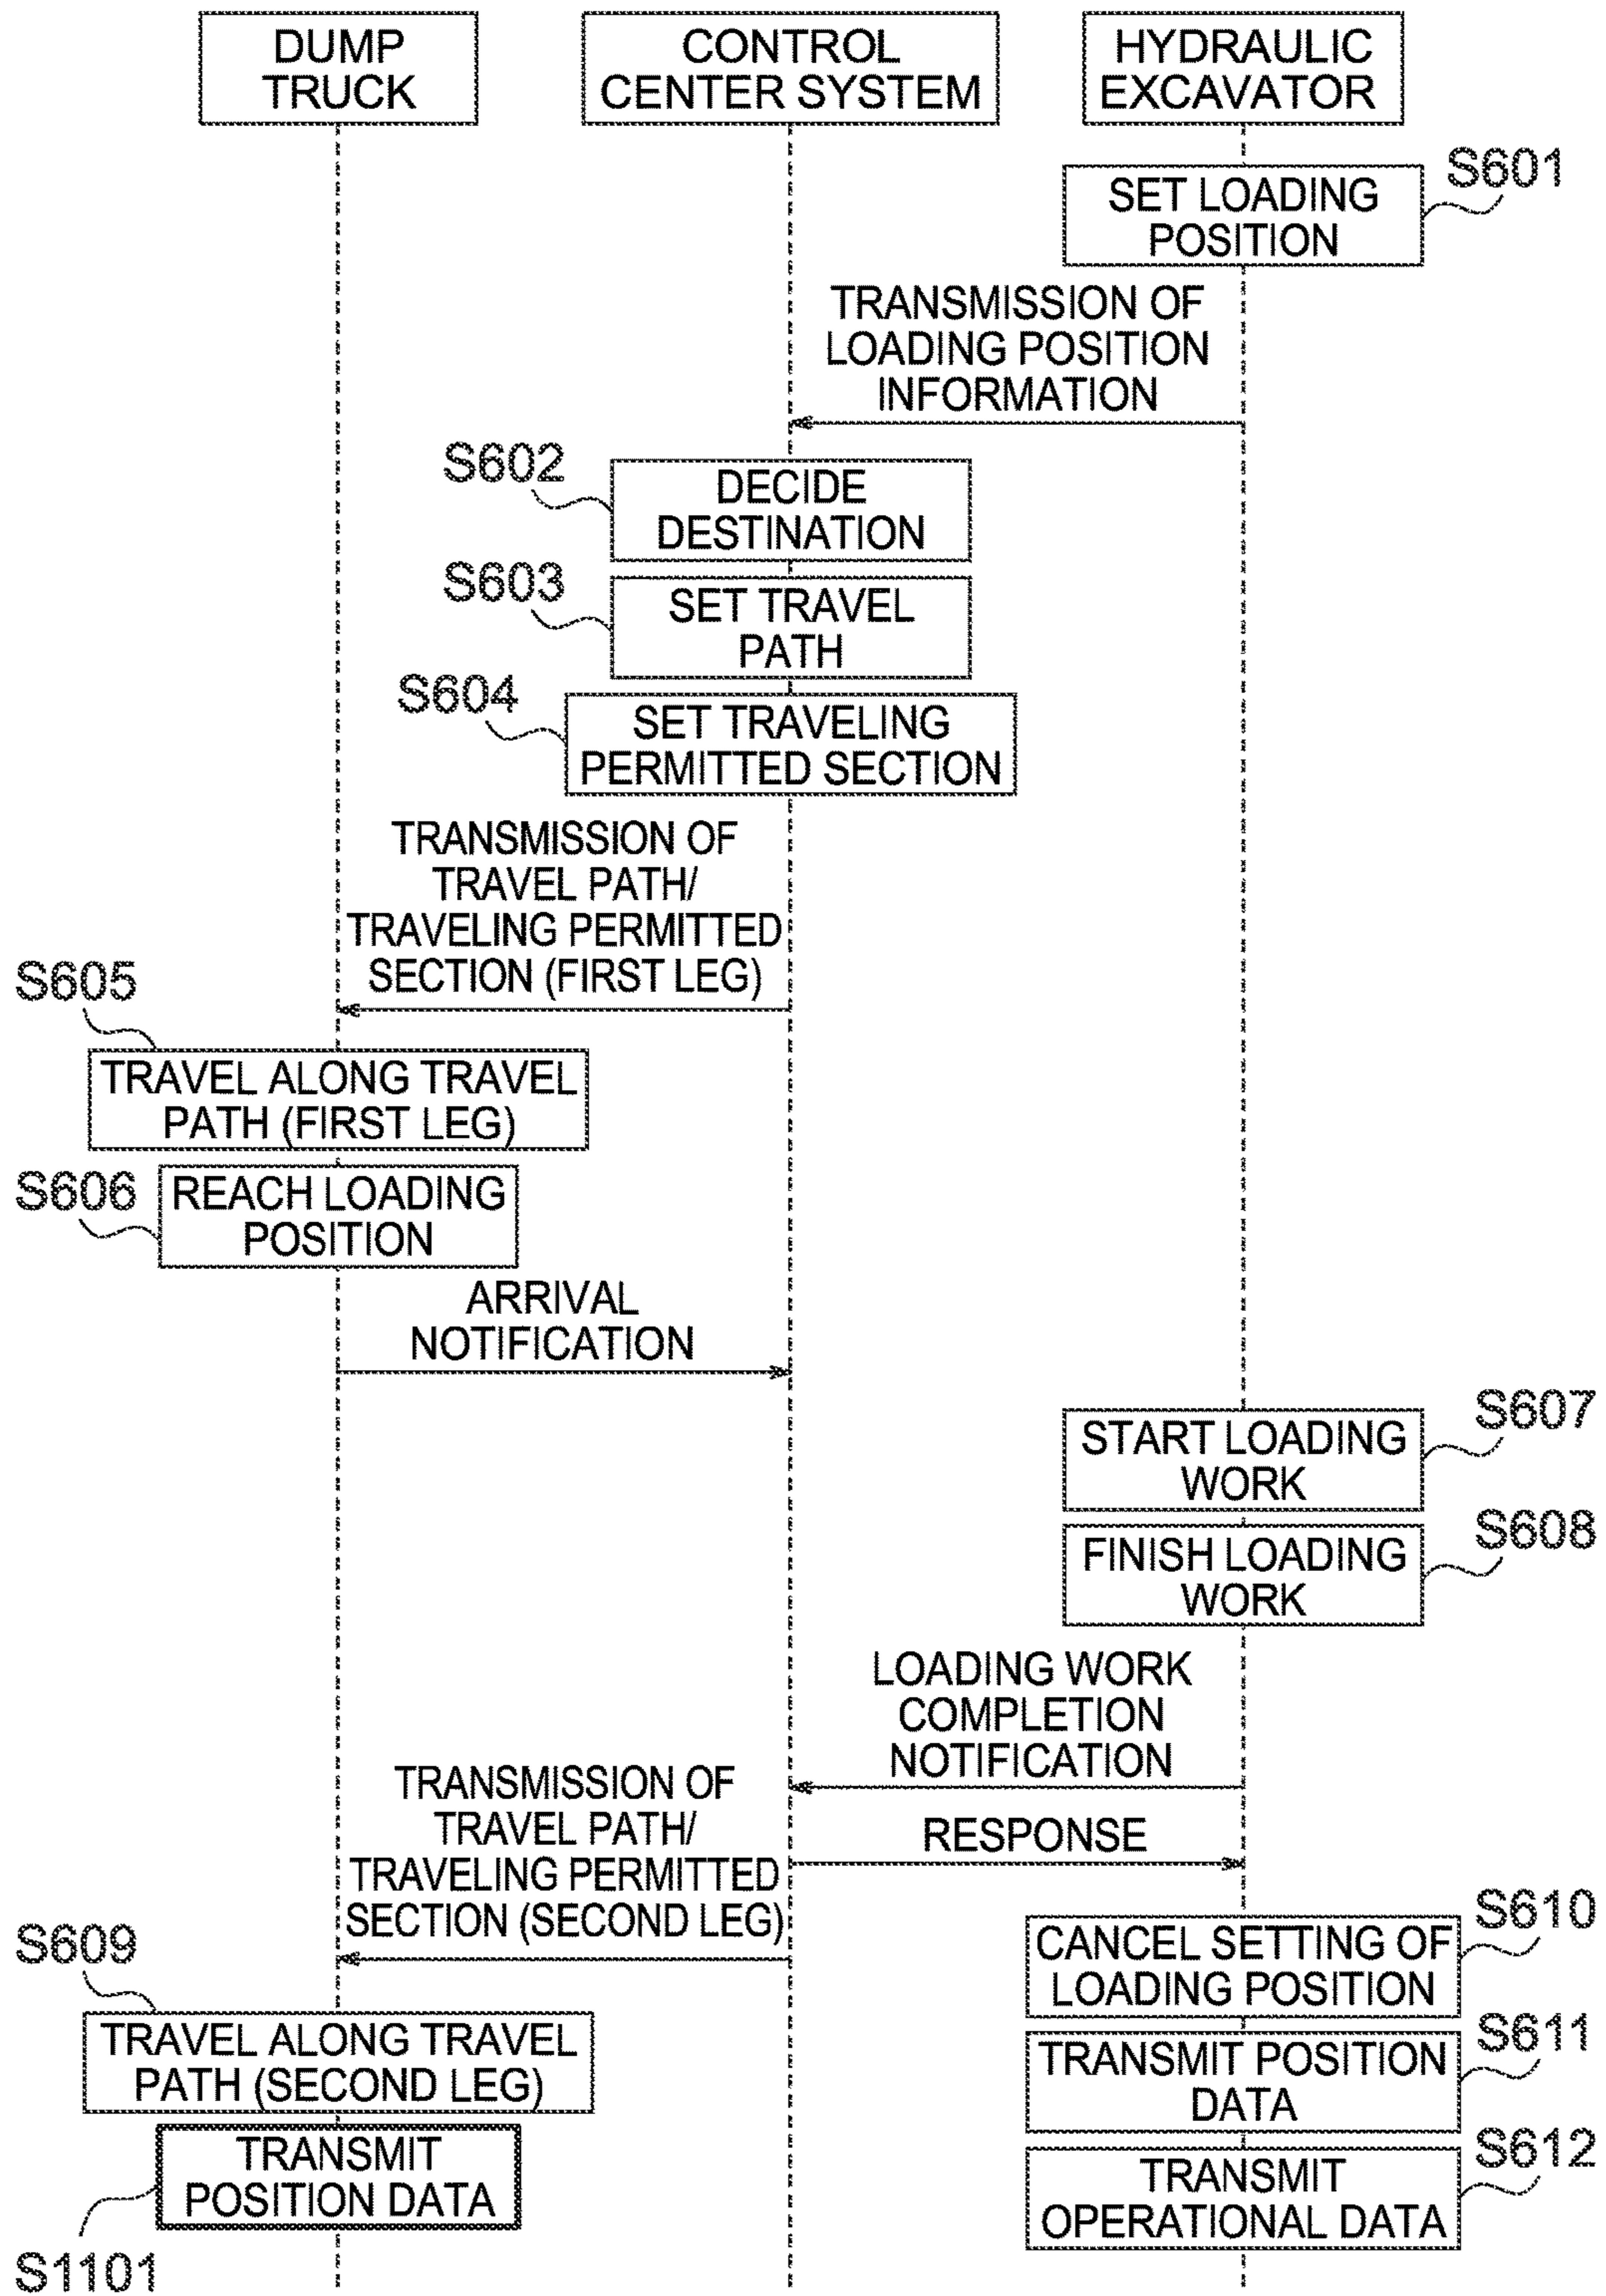 DUMP
TRUCK
CONTROL
CENTER SYSTEM
HYDRAULIC
EXCAVATOR
S601
SET LOADING
POSITION
TRANSMISSION OF
LOADING POSITION
INFORMATION
S602
DECIDE
DESTINATION
S603
SET TRAVEL
PATH
S604
SET TRAVELING
PERMITTED SECTION
TRANSMISSION OF
TRAVEL PATH/
TRAVELING PERMITTED
SECTION (FIRST LEG)
S605
TRAVEL ALONG TRAVEL
PATH (FIRST LEG)
S606
REACH LOADING
POSITION
ARRIVAL
NOTIFICATION
S607
START LOADING
WORK
S608
FINISH LOADING
WORK
LOADING WORK
COMPLETION
NOTIFICATION
TRANSMISSION OF
TRAVEL PATH/
TRAVELING PERMITTED
SECTION (SECOND LEG)
RESPONSE
S610
CANCEL SETTING OF
LOADING POSITION
S609
TRAVEL ALONG TRAVEL
PATH (SECOND LEG)
S611
TRANSMIT POSITION
DATA
TRANSMIT
POSITION DATA
S1101
S612
TRANSMIT
OPERATIONAL DATA